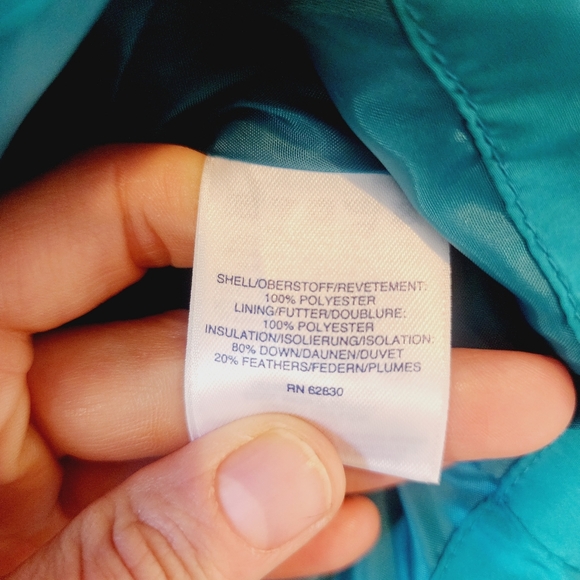 SHELL/OBERSTOFF/REVETEMENT:
100% POLYESTER
LINING/FUTTER/DOUBLURE:
100% POLYESTER
INSULATION/ISOLIERUNG/ISOLATION:
80% DOWN/DAUNEN/DUVET
20% FEATHERS/FEDERN/PLUMES
RN 62830